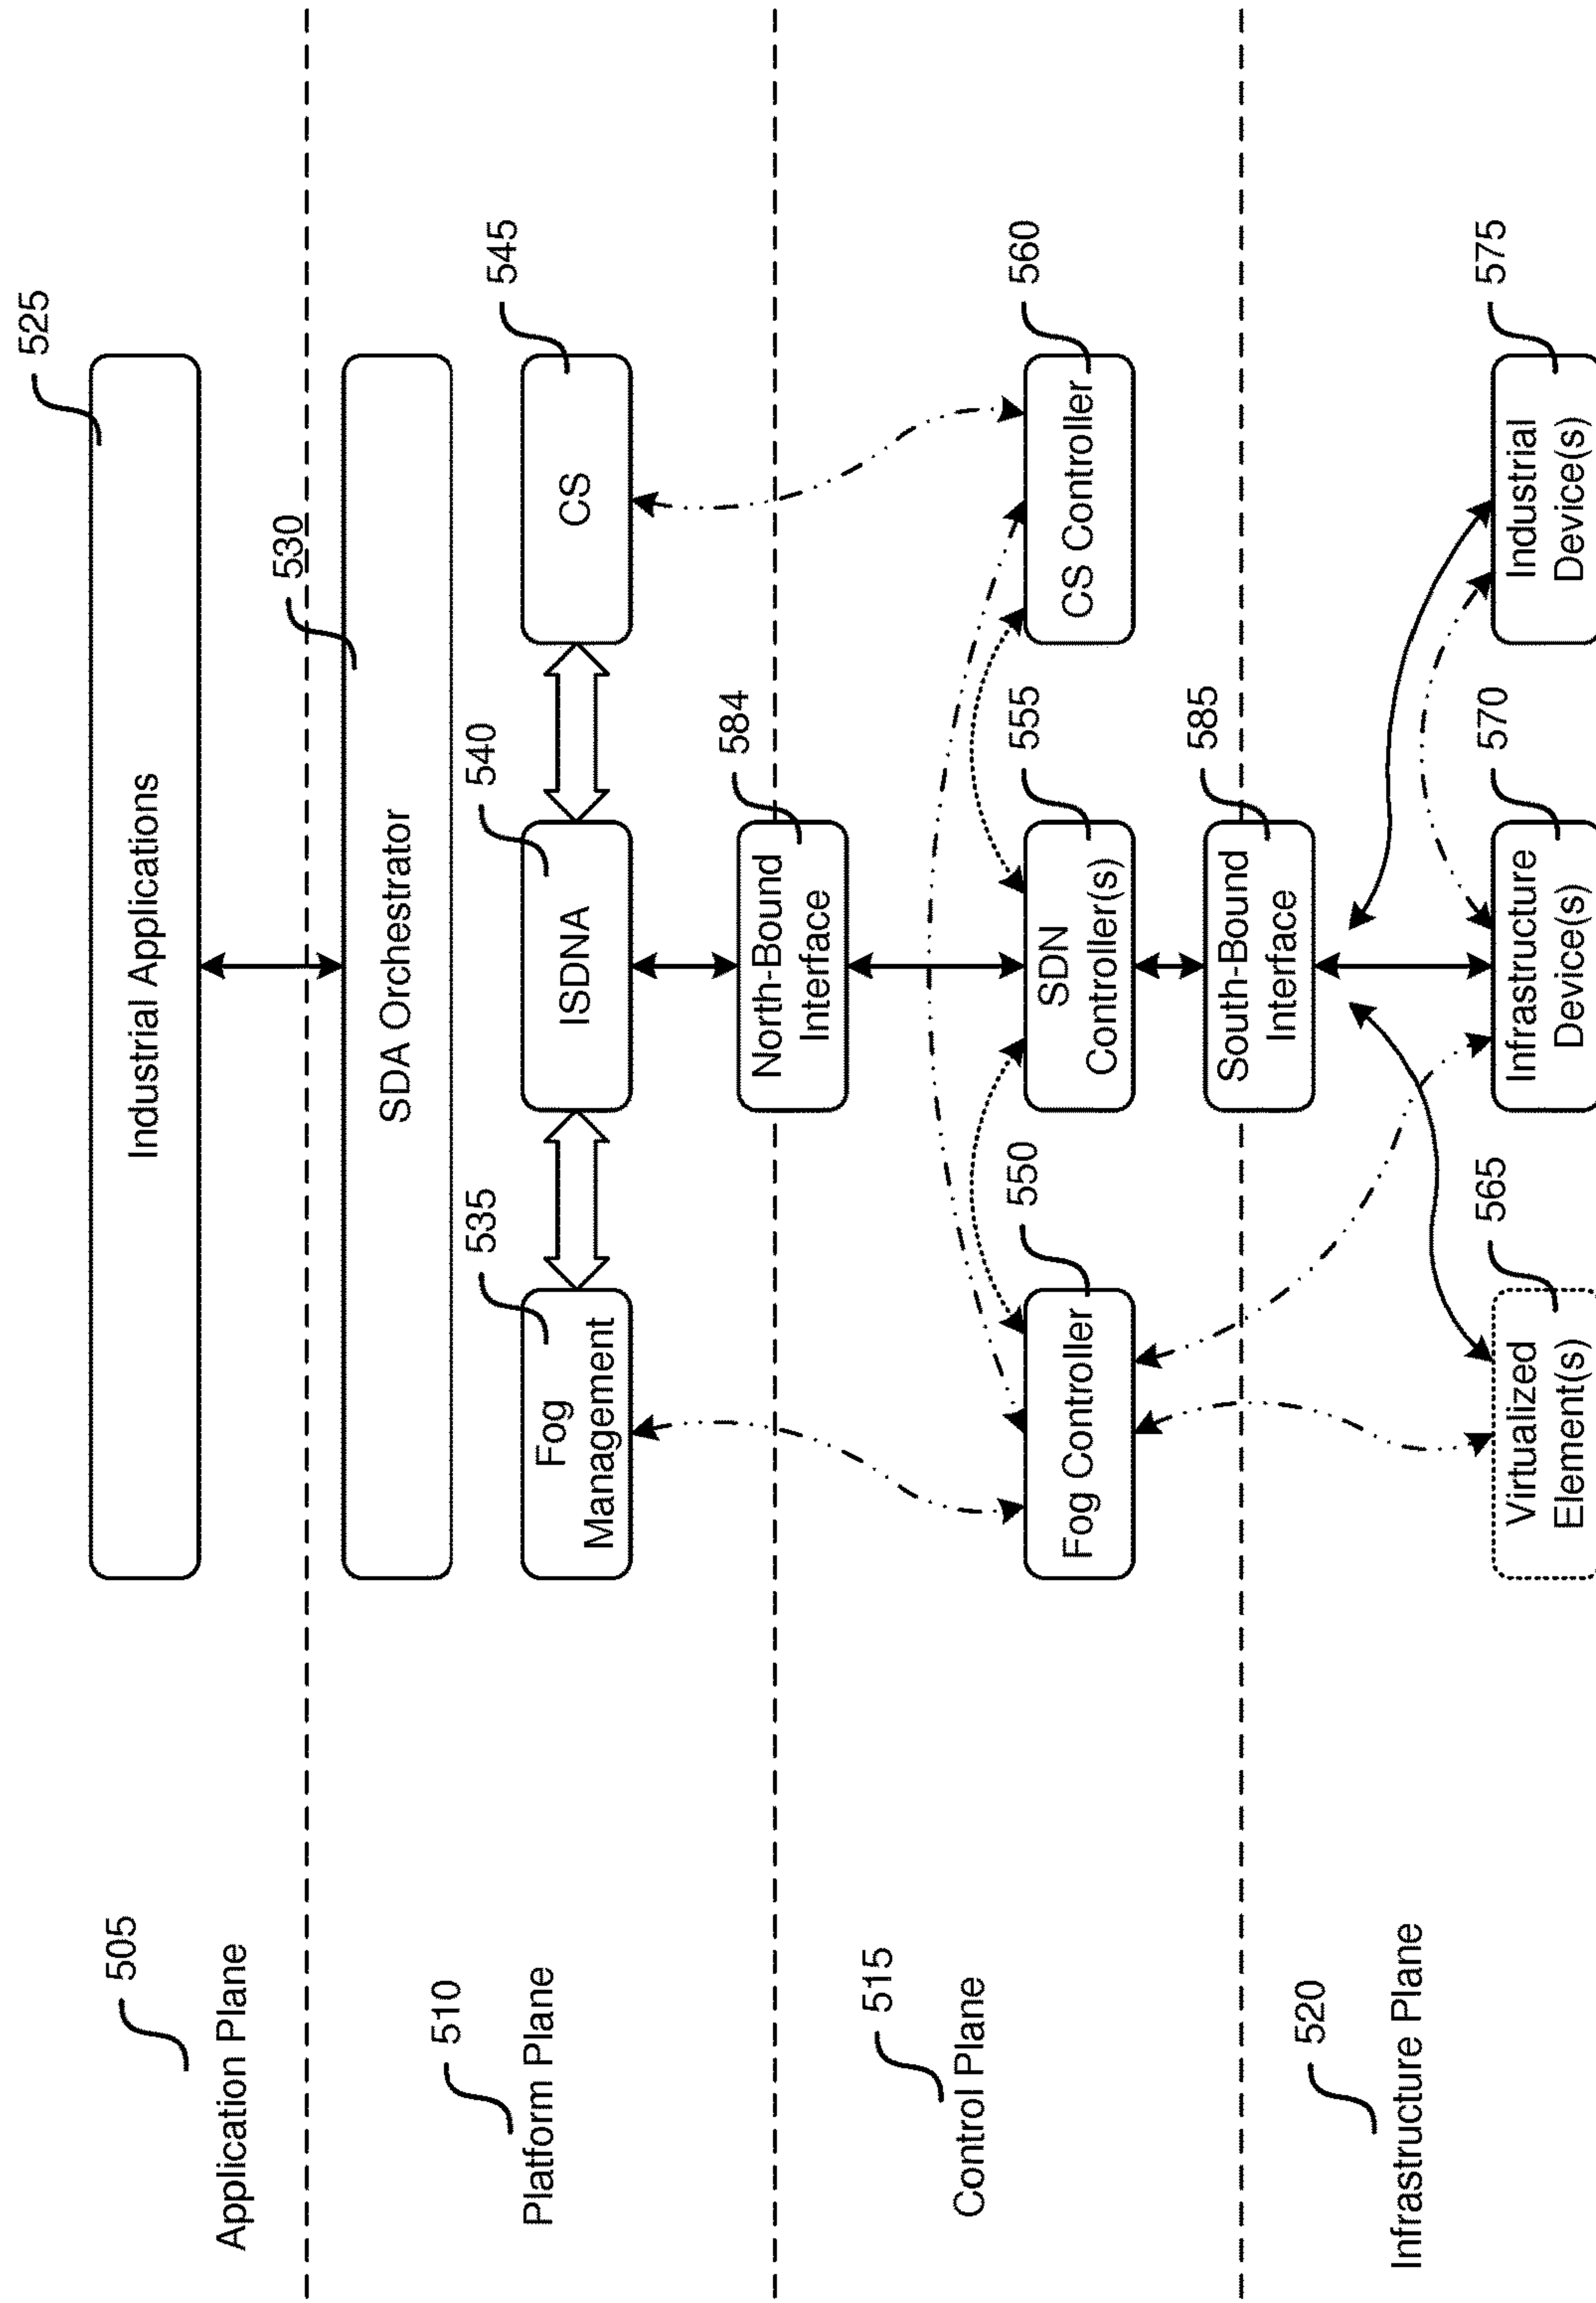 505
Application Plane
525
Industrial Applications
530
SDA Orchestrator
510
Platform Plane
535
Fog
Management
540
ISDNA
545
CS
584
North-Bound
Interface
515
Control Plane
550
Fog Controller
555
SDN
Controller(s)
560
CS Controller
585
South-Bound
Interface
520
Infrastructure Plane
565
Virtualized
Element(s)
570
Infrastructure
Device(s)
575
Industrial
Device(s)